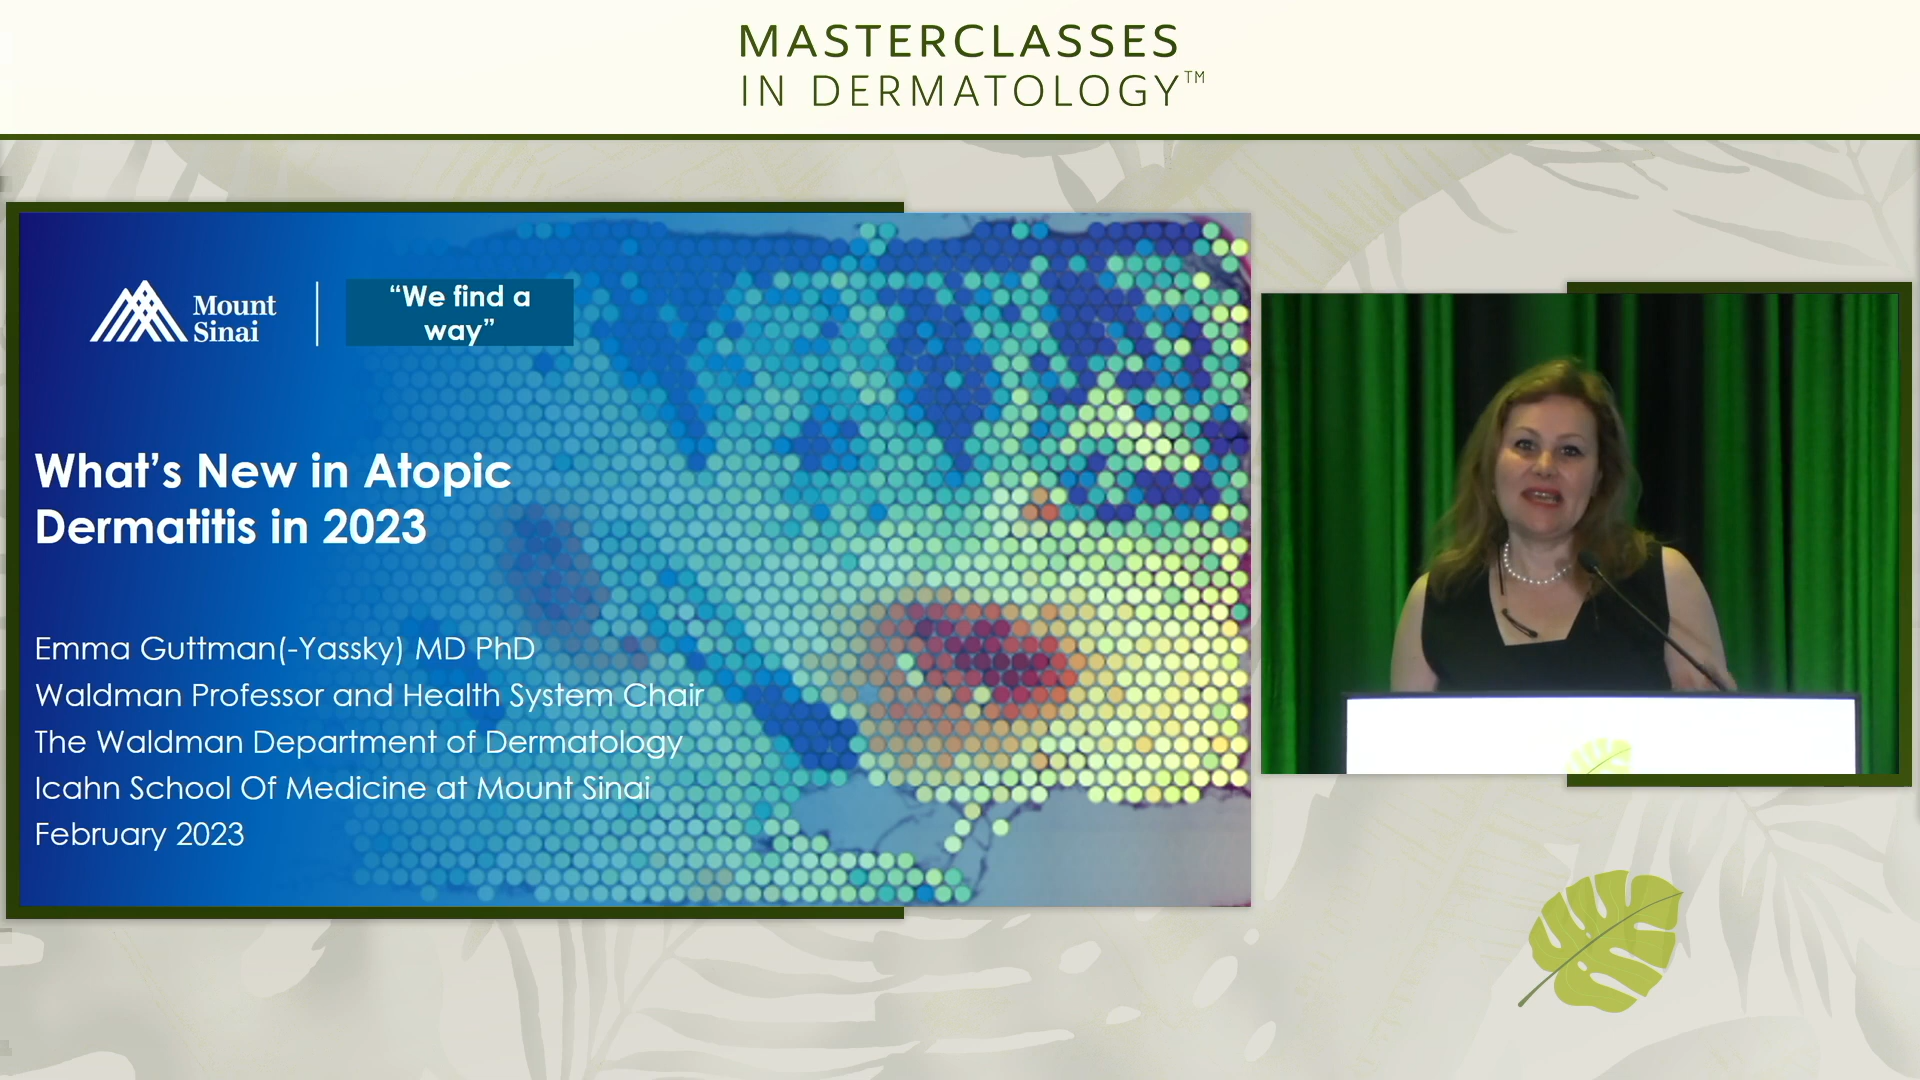 MASTERCLASSES
IN DERMATOLOGY™
Mount
Sinai
“We find a
way”
What’s New in Atopic
Dermatitis in 2023
Emma Guttman(-Yassky) MD PhD
Waldman Professor and Health System Chair
The Waldman Department of Dermatology
Icahn School Of Medicine at Mount Sinai
February 2023